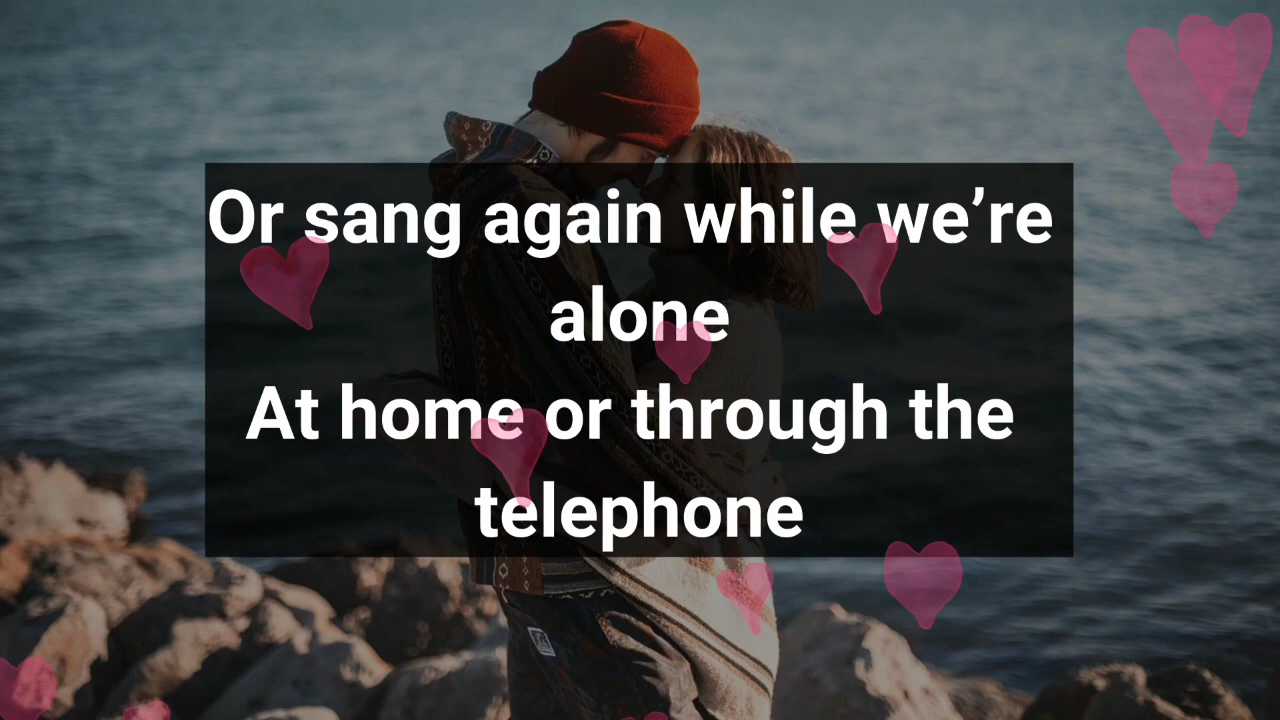 Or sang again while we’re
alone
At home or through the
telephone